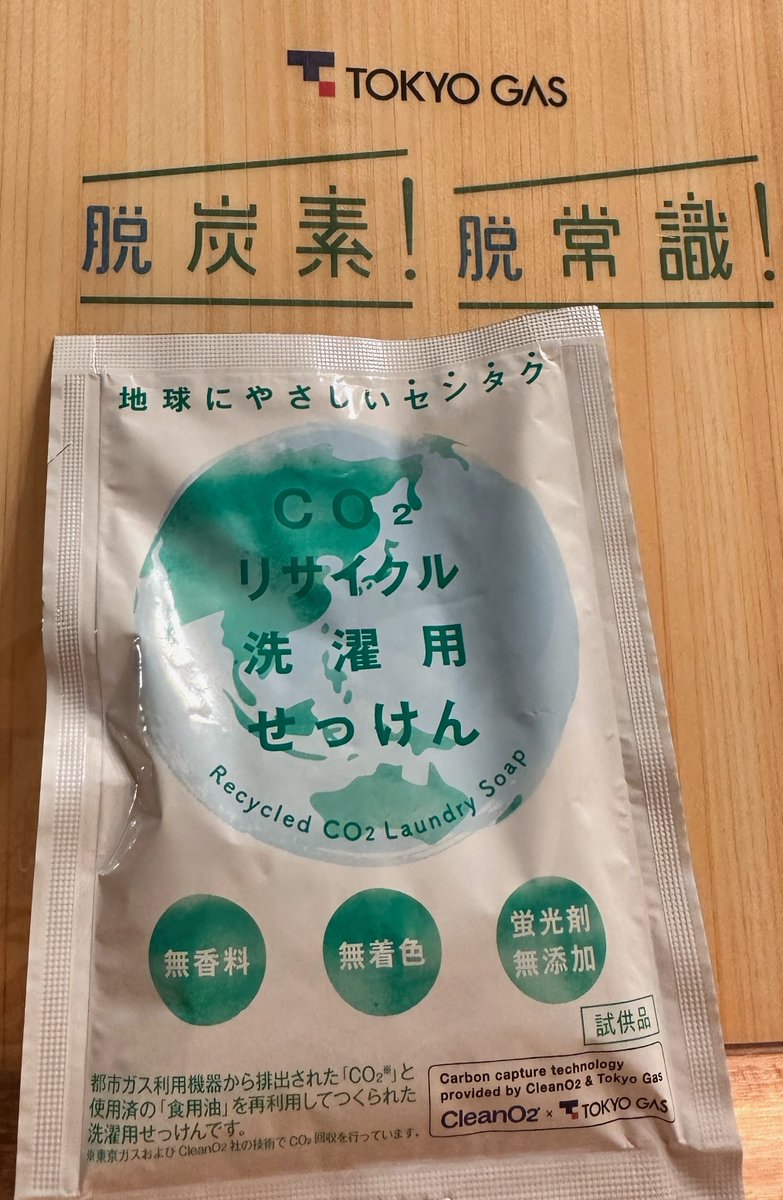 TOKYO GAS
脱炭素! 脱常識!
地球にやさしいセンタク
CO2
リサイクル
洗濯用
せっけん
Recycled CO2 Laundry Soap
無香料
無着色
蛍光剤
無添加
試供品
都市ガス利用機器から排出された「CO2※」と
使用済の「食用油」を再利用してつくられた
洗濯用せっけんです。
※東京ガスおよびCleanO2社の技術でCO2回収を行っています。
Carbon capture technology
provided by CleanO2 & Tokyo Gas
CleanO2 × TOKYO GAS